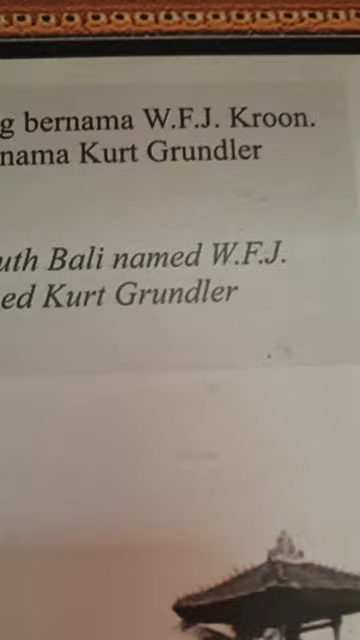 g bernama W.F.J. Kroon.
nama Kurt Grundler
uth Bali named W.F.J.
ed Kurt Grundler